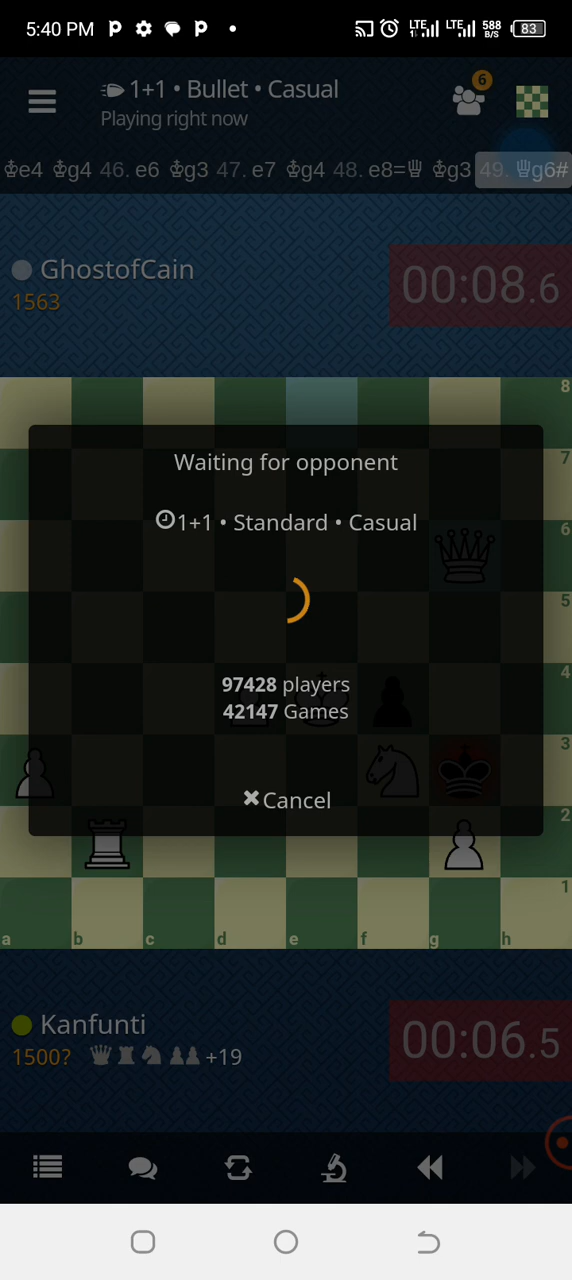 5:40 PM LTE LTE 588 B/S 83
1+1 • Bullet • Casual 6
Playing right now
♔e4 ♔g4 46. e6 ♔g3 47. e7 ♔g4 48. e8=♕ ♔g3 49. ♕g6#
GhostofCain
1563
00:08.6
8
Waiting for opponent
7
1+1 • Standard • Casual
6
5
97428 players
4
42147 Games
3
Cancel
2
1
a b c d e f g h
Kanfunti
1500? +19
00:06.5